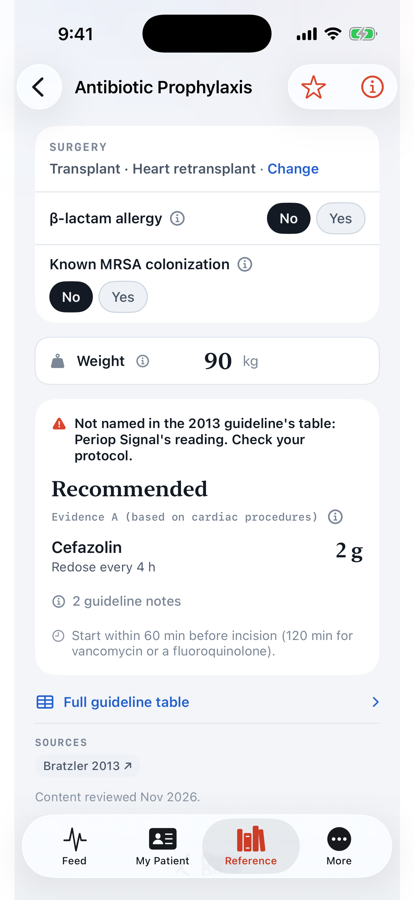 9:41
Antibiotic Prophylaxis
SURGERY
Transplant · Heart retransplant · Change
β-lactam allergy
No
Yes
Known MRSA colonization
No
Yes
Weight
90 kg
Not named in the 2013 guideline's table:
Periop Signal's reading. Check your
protocol.
Recommended
Evidence A (based on cardiac procedures)
Cefazolin
2 g
Redose every 4 h
2 guideline notes
Start within 60 min before incision (120 min for
vancomycin or a fluoroquinolone).
Full guideline table
SOURCES
Bratzler 2013 ↗
Content reviewed Nov 2026.
Feed
My Patient
Reference
More